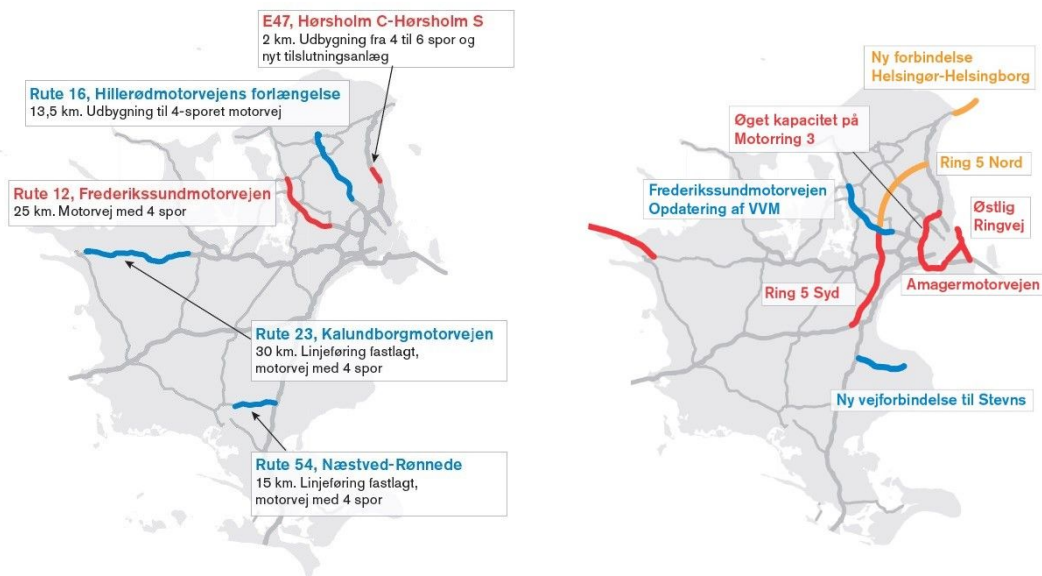 E47, Hørsholm C-Hørsholm S
2 km. Udbygning fra 4 til 6 spor og
nyt tilslutningsanlæg
Rute 16, Hillerødmotorvejens forlængelse
13,5 km. Udbygning til 4-sporet motorvej
Rute 12, Frederikssundmotorvejen
25 km. Motorvej med 4 spor
Rute 23, Kalundborgmotorvejen
30 km. Linjeføring fastlagt,
motorvej med 4 spor
Rute 54, Næstved-Rønnede
15 km. Linjeføring fastlagt,
motorvej med 4 spor
Ny forbindelse
Helsingør-Helsingborg
Øget kapacitet på
Motorring 3
Ring 5 Nord
Frederikssundmotorvejen
Opdatering af VVM
Østlig
Ringvej
Ring 5 Syd
Amagermotorvejen
Ny vejforbindelse til Stevns